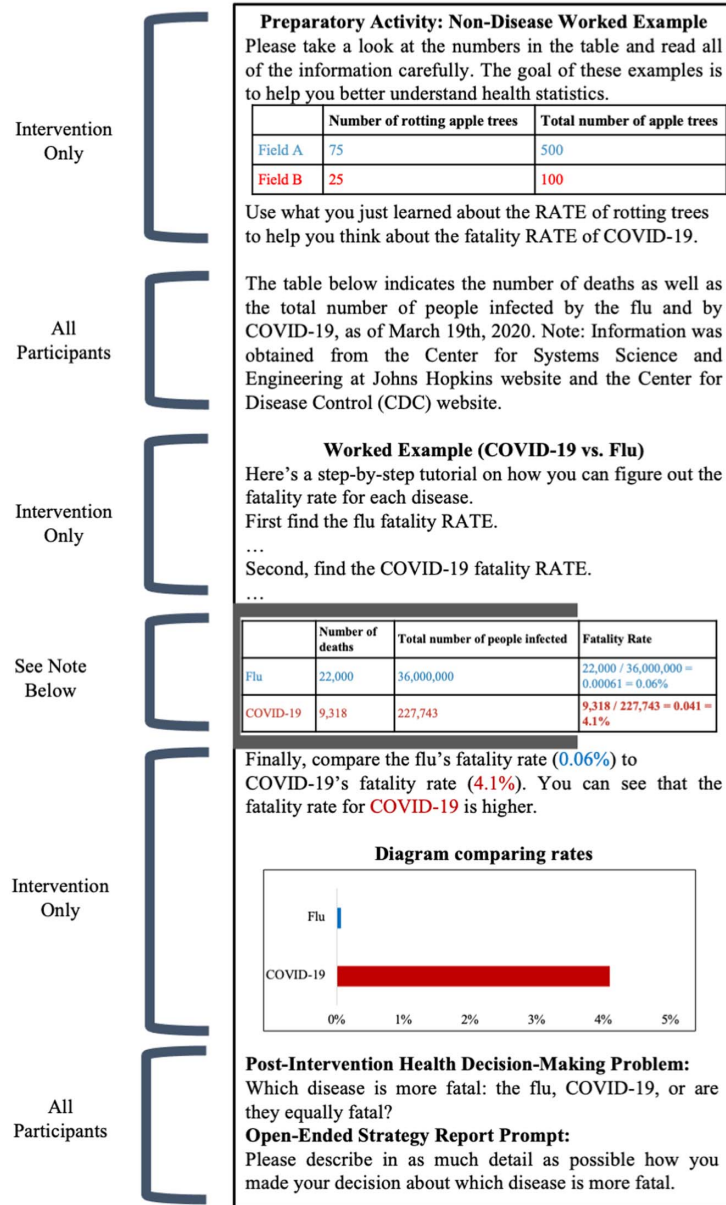 Preparatory Activity: Non-Disease Worked Example
Please take a look at the numbers in the table and read all
of the information carefully. The goal of these examples is
to help you better understand health statistics.
Intervention
Only
Number of rotting apple trees Total number of apple trees
Field A 75 500
Field B 25 100
Use what you just learned about the RATE of rotting trees
to help you think about the fatality RATE of COVID-19.
All
Participants
The table below indicates the number of deaths as well as
the total number of people infected by the flu and by
COVID-19, as of March 19th, 2020. Note: Information was
obtained from the Center for Systems Science and
Engineering at Johns Hopkins website and the Center for
Disease Control (CDC) website.
Intervention
Only
Worked Example (COVID-19 vs. Flu)
Here’s a step-by-step tutorial on how you can figure out the
fatality rate for each disease.
First find the flu fatality RATE.
…
Second, find the COVID-19 fatality RATE.
…
See Note
Below
Number of
deaths
Total number of people infected
Fatality Rate
Flu 22,000 36,000,000
22,000 / 36,000,000 =
0.00061 = 0.06%
COVID-19 9,318 227,743
9,318 / 227,743 = 0.041 =
4.1%
Intervention
Only
Finally, compare the flu’s fatality rate (0.06%) to
COVID-19’s fatality rate (4.1%). You can see that the
fatality rate for COVID-19 is higher.
Diagram comparing rates
Flu
COVID-19
0% 1% 2% 3% 4% 5%
All
Participants
Post-Intervention Health Decision-Making Problem:
Which disease is more fatal: the flu, COVID-19, or are
they equally fatal?
Open-Ended Strategy Report Prompt:
Please describe in as much detail as possible how you
made your decision about which disease is more fatal.